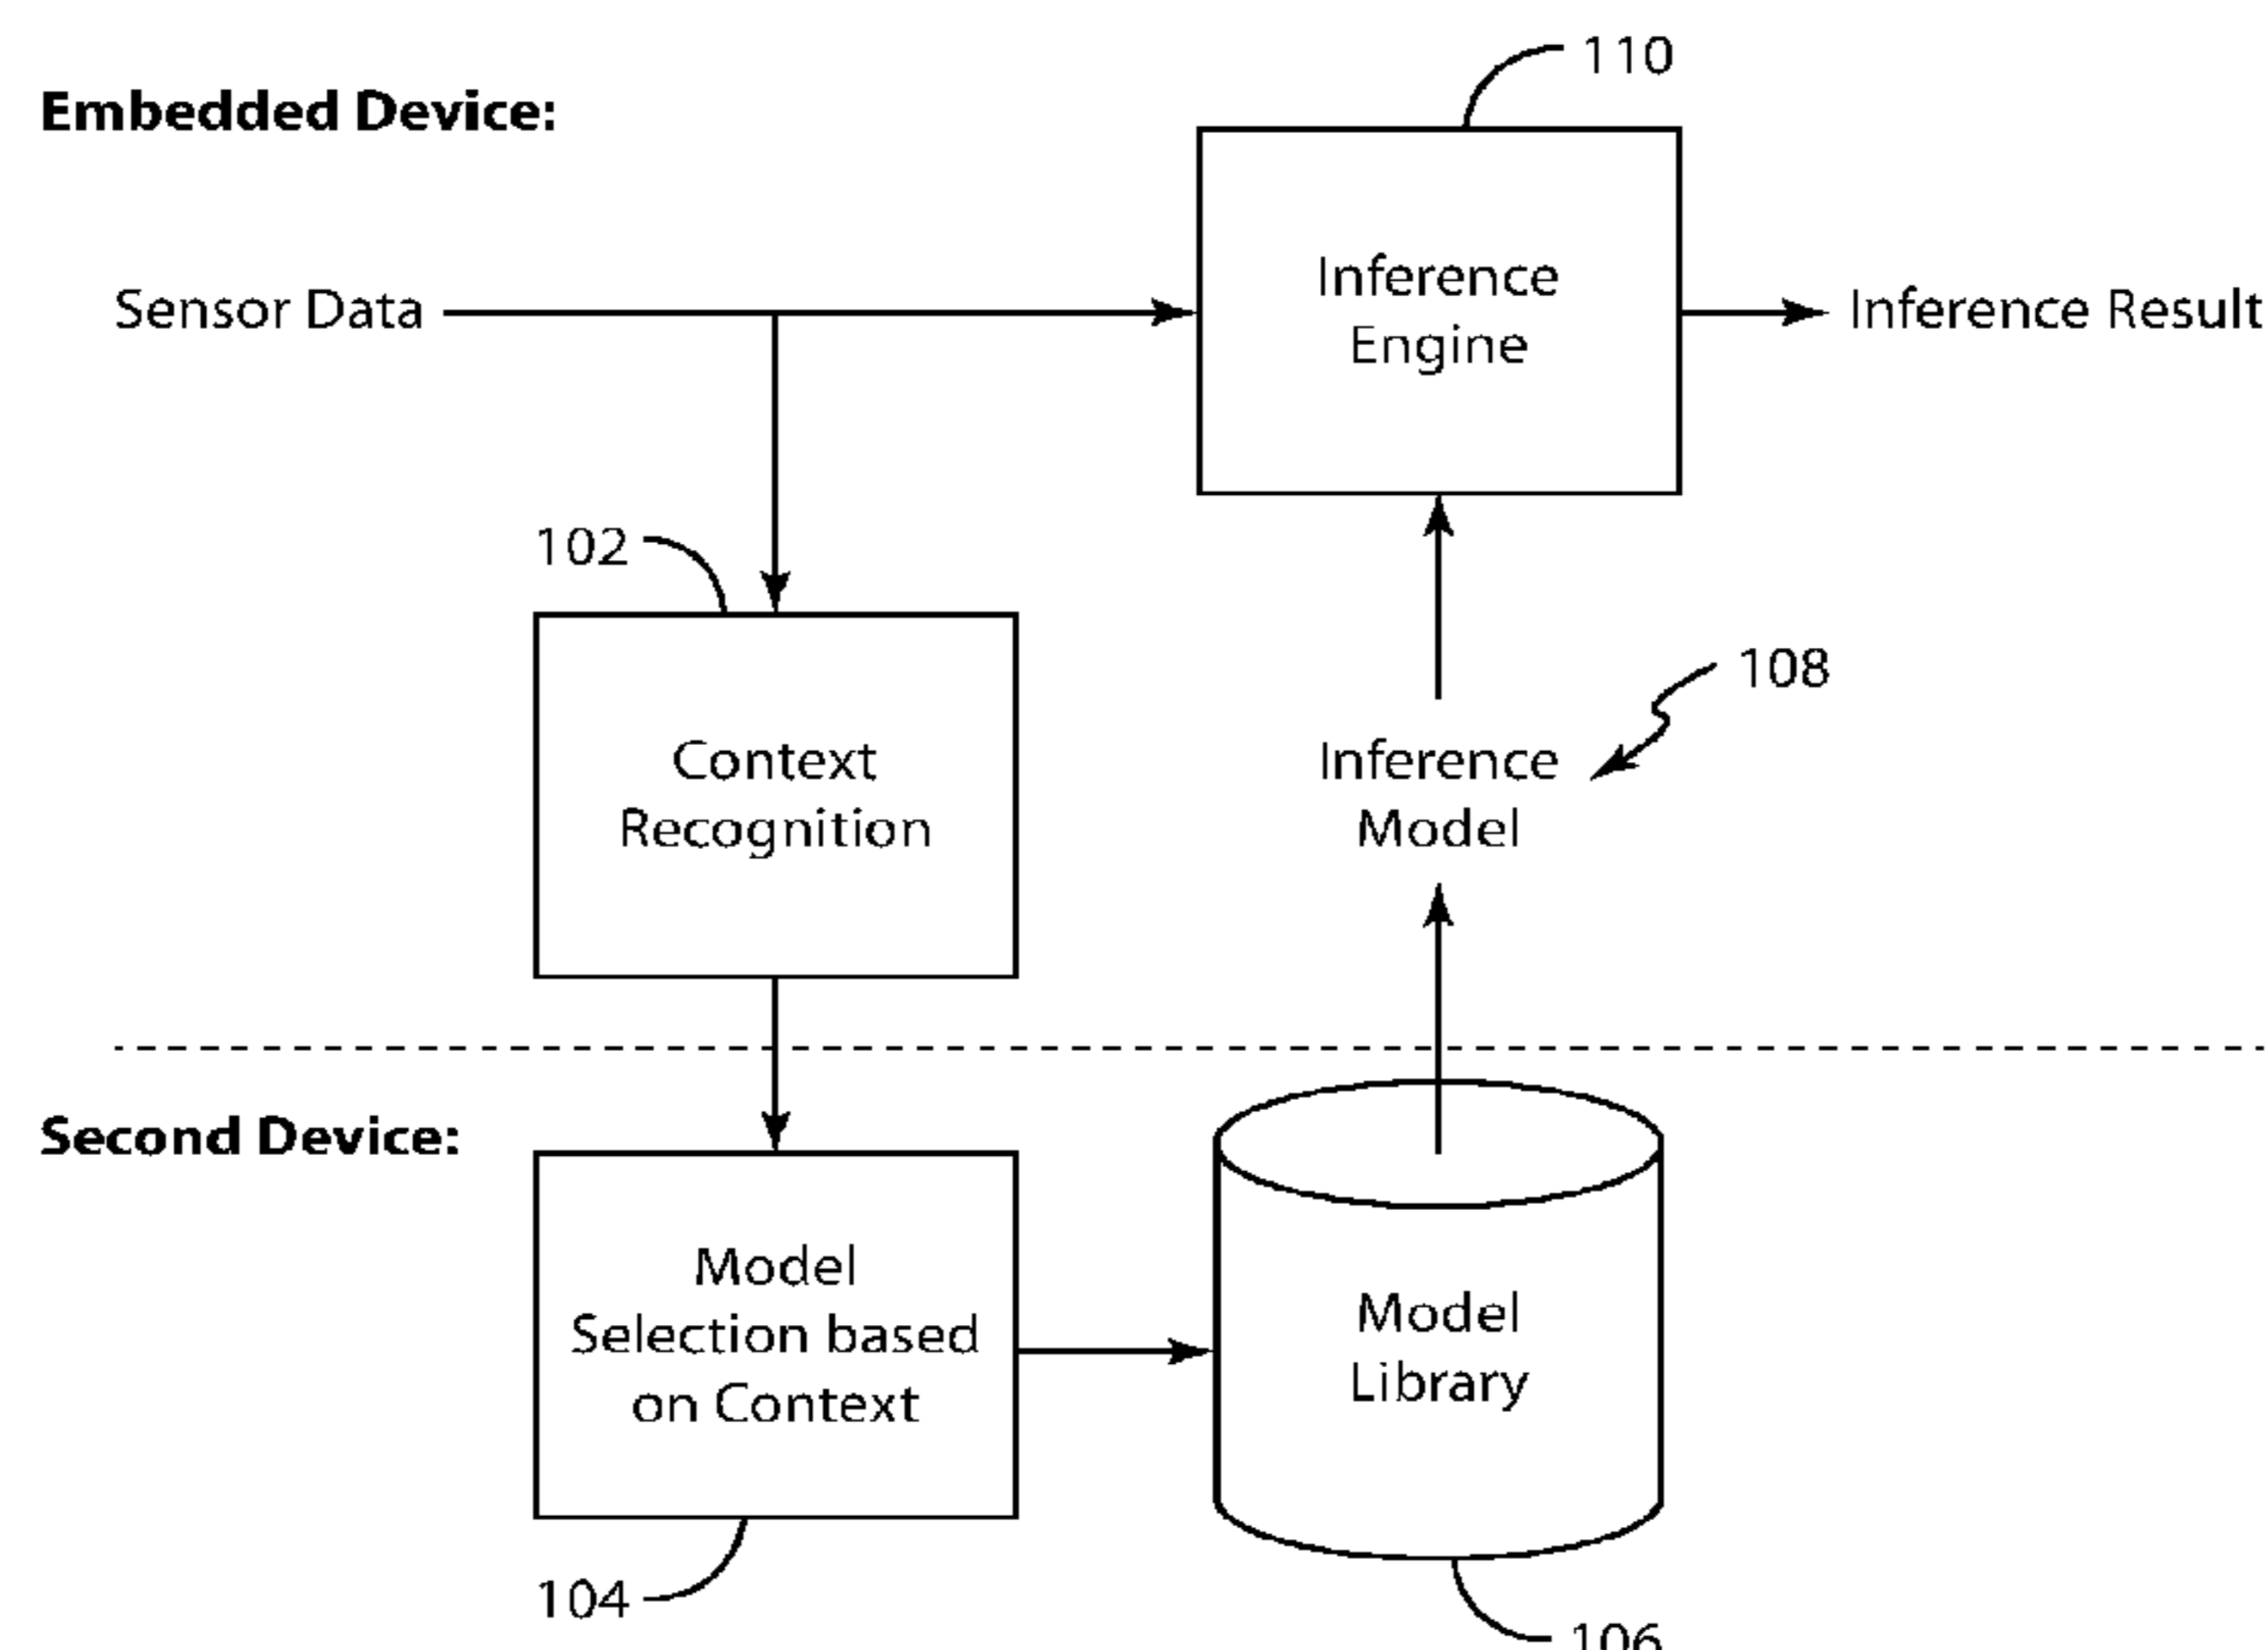 110
Embedded Device:
Inference
Engine
Sensor Data
Inference Result
102
108
Context
Recognition
Inference
Model
Second Device:
Model
Selection based
on Context
Model
Library
104
106